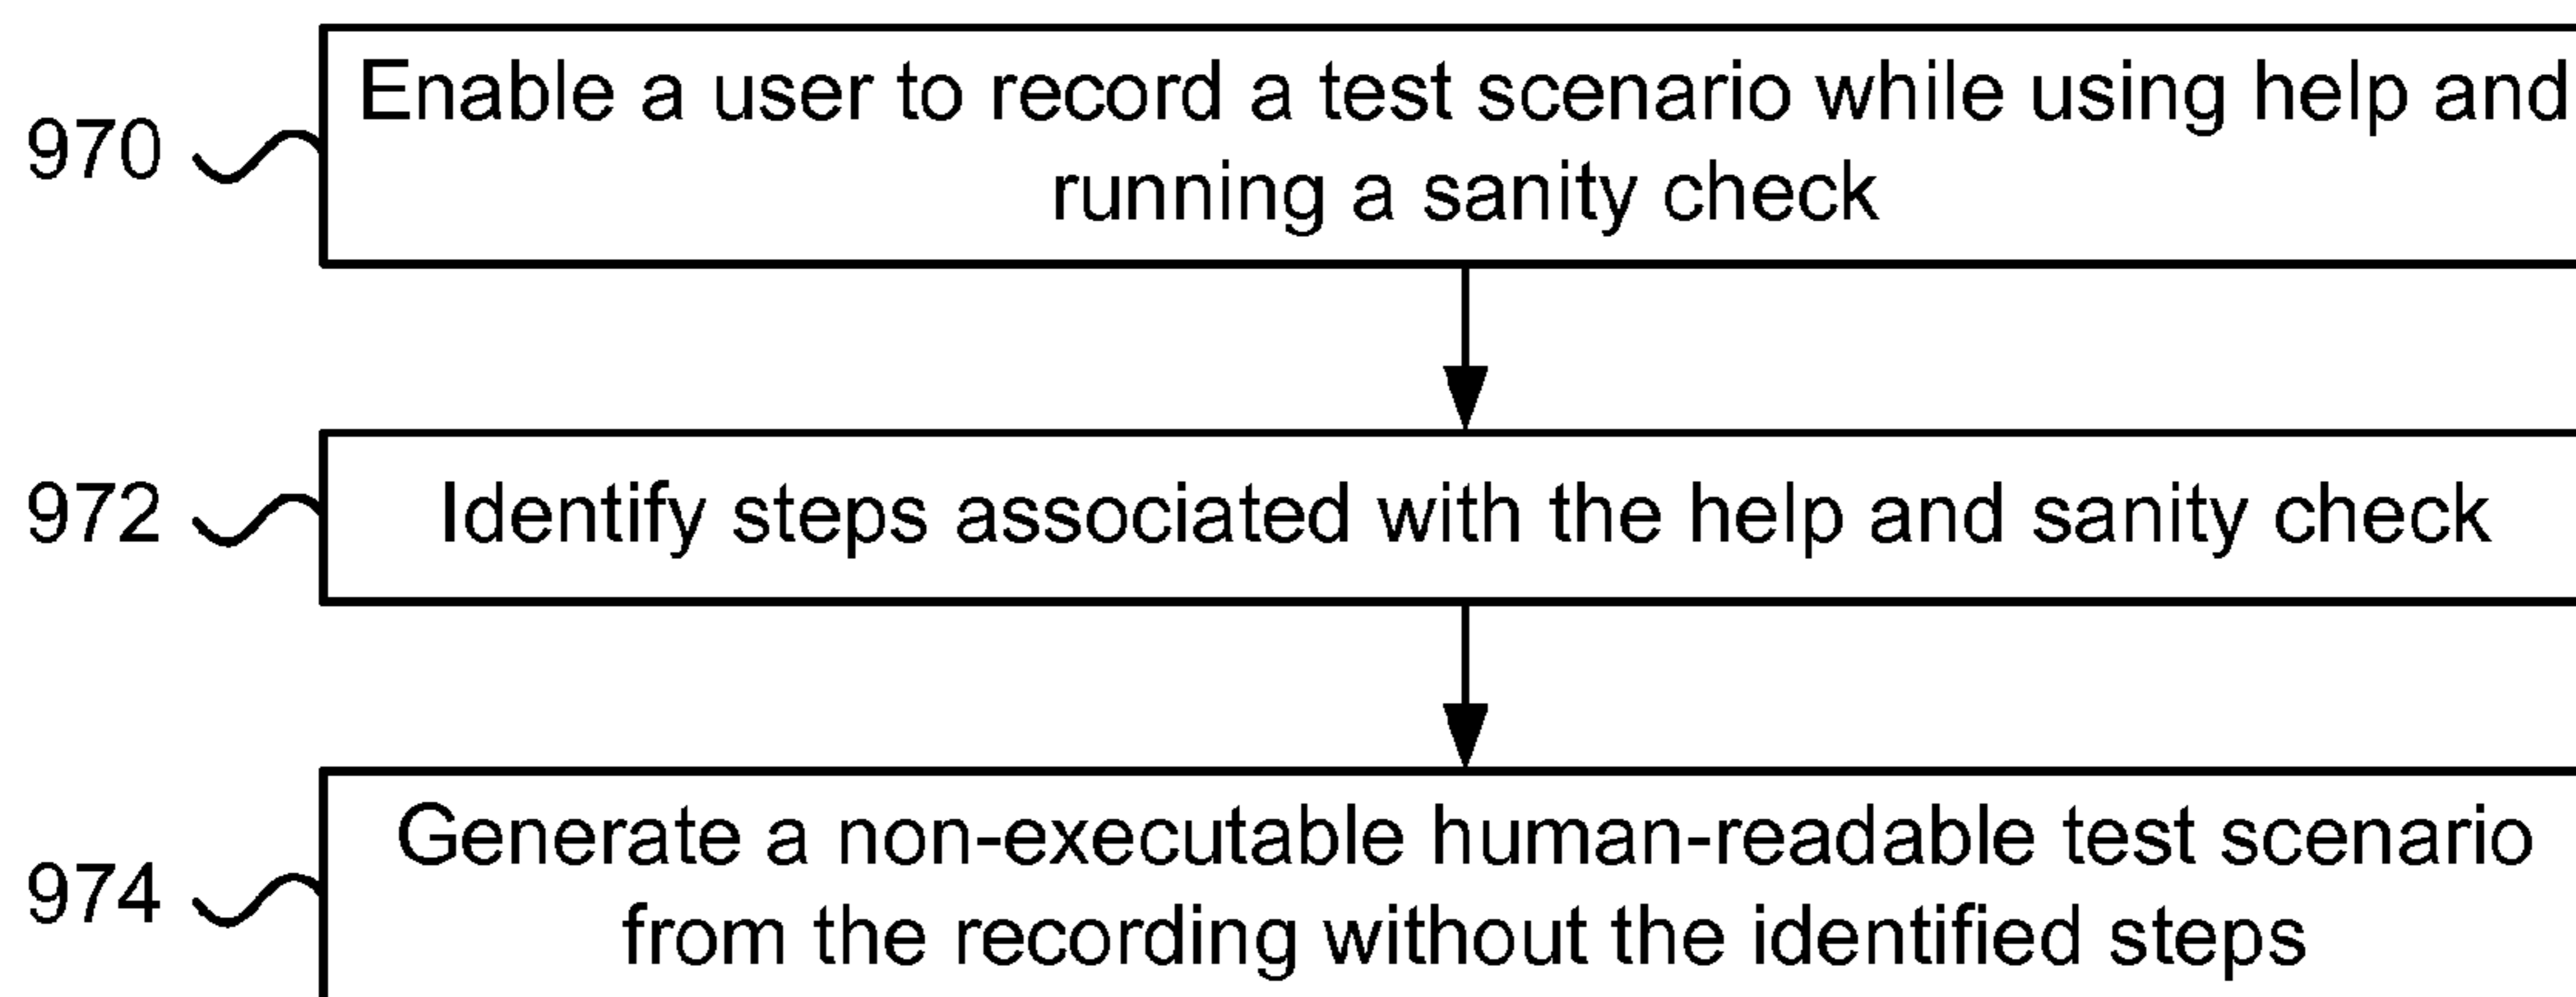 970
Enable a user to record a test scenario while using help and
running a sanity check
972
Identify steps associated with the help and sanity check
974
Generate a non-executable human-readable test scenario
from the recording without the identified steps